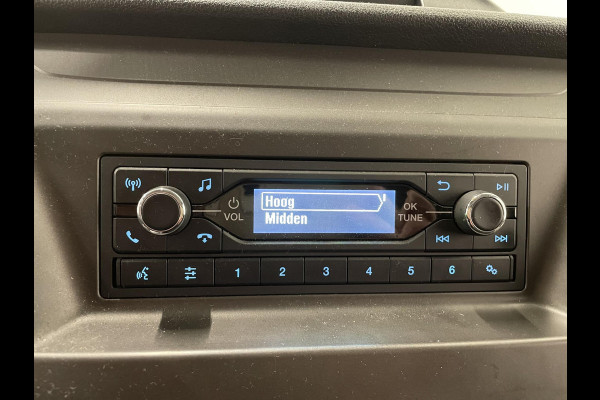 Hoog
Midden
VOL
OK
TUNE
1 2 3 4 5 6